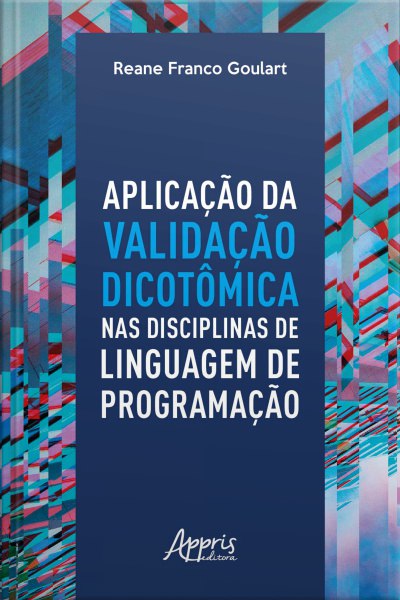 Reane Franco Goulart
APLICAÇÃO DA
VALIDAÇÃO
DICOTÔMICA
NAS DISCIPLINAS DE
LINGUAGEM DE
PROGRAMAÇÃO
Appris
editora